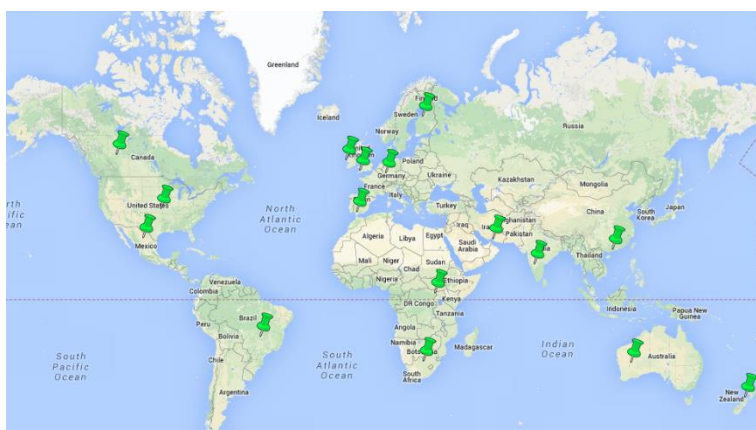 Greenland
Iceland
Finland
Sweden
Norway
Russia
Canada
United
Kingdom
Poland
Germany
Ukraine
Kazakhstan
Mongolia
France
Italy
Turkey
Afghanistan
Pakistan
China
South
Korea
Japan
United States
North
Atlantic
Ocean
Mexico
Algeria
Libya
Egypt
Iraq
Saudi
Arabia
Thailand
Mali
Niger
Chad
Sudan
Nigeria
Ethiopia
Venezuela
Colombia
DR Congo
Kenya
Tanzania
Indonesia
Papua New
Guinea
Brazil
Peru
Bolivia
Angola
Namibia
Madagascar
Indian
Ocean
Australia
Chile
South
Pacific
Ocean
South
Atlantic
Ocean
South
Africa
Argentina
New
Zealand